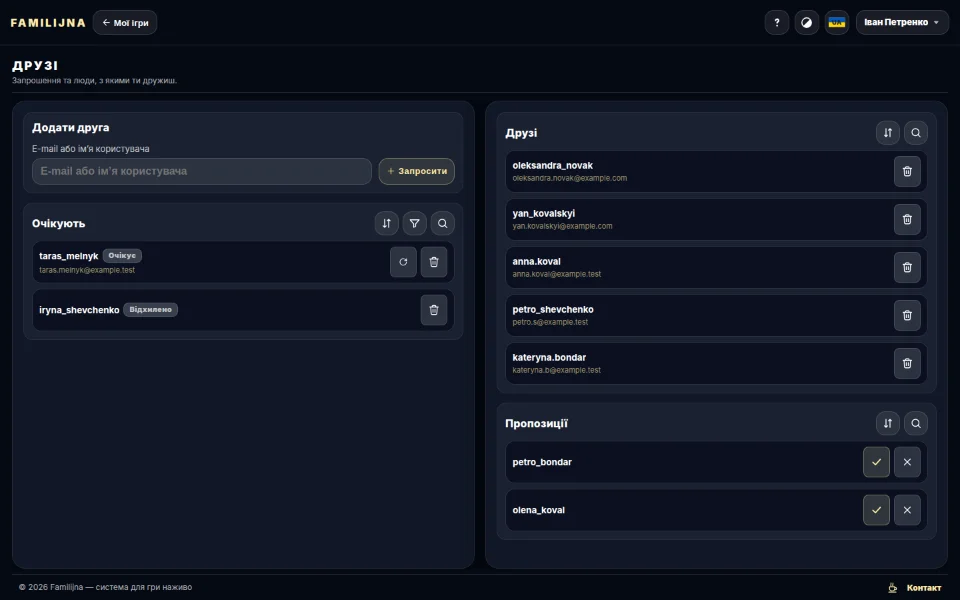 FAMILIJNA
← Мої ігри
?
UA
Іван Петренко
ДРУЗІ
Запрошення та люди, з якими ти дружиш.
Додати друга
E-mail або ім'я користувача
E-mail або ім'я користувача
+ Запросити
Очікують
taras_melnyk Очікує
taras.melnyk@example.test
iryna_shevchenko Відхилено
Друзі
oleksandra_novak
oleksandra.novak@example.com
yan_kovalskyi
yan.kovalskyi@example.com
anna.koval
anna.koval@example.test
petro_shevchenko
petro.s@example.test
kateryna.bondar
kateryna.b@example.test
Пропозиції
petro_bondar
olena_koval
© 2026 Familijna — система для гри наживо
Контакт